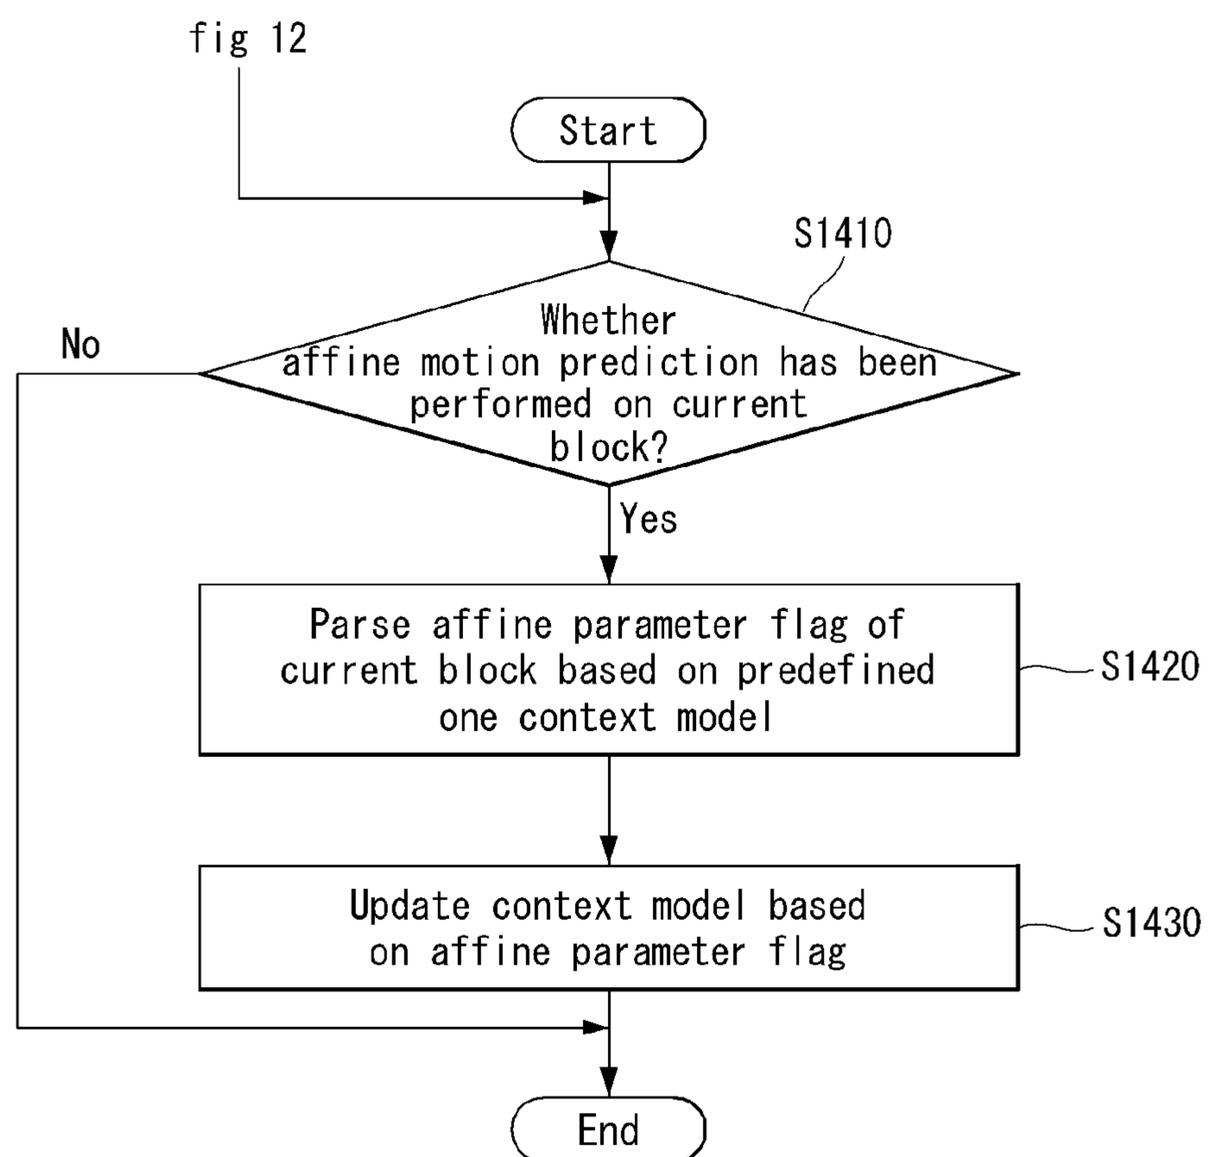 fig 12
Start
S1410
No
Whether
affine motion prediction has been
performed on current
block?
Yes
Parse affine parameter flag of
current block based on predefined
one context model
S1420
Update context model based
on affine parameter flag
S1430
End